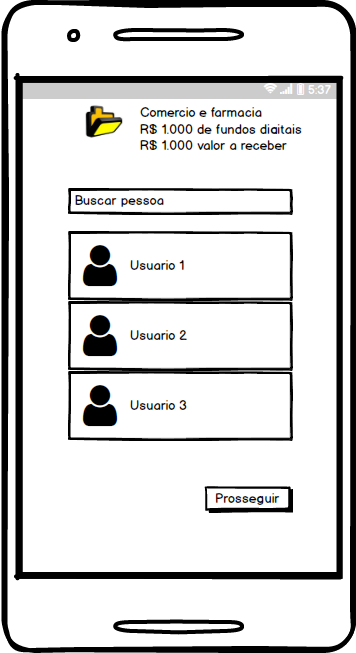 5:37
Comercio e farmacia
R$ 1.000 de fundos digitais
R$ 1.000 valor a receber
Buscar pessoa
Usuario 1
Usuario 2
Usuario 3
Prosseguir